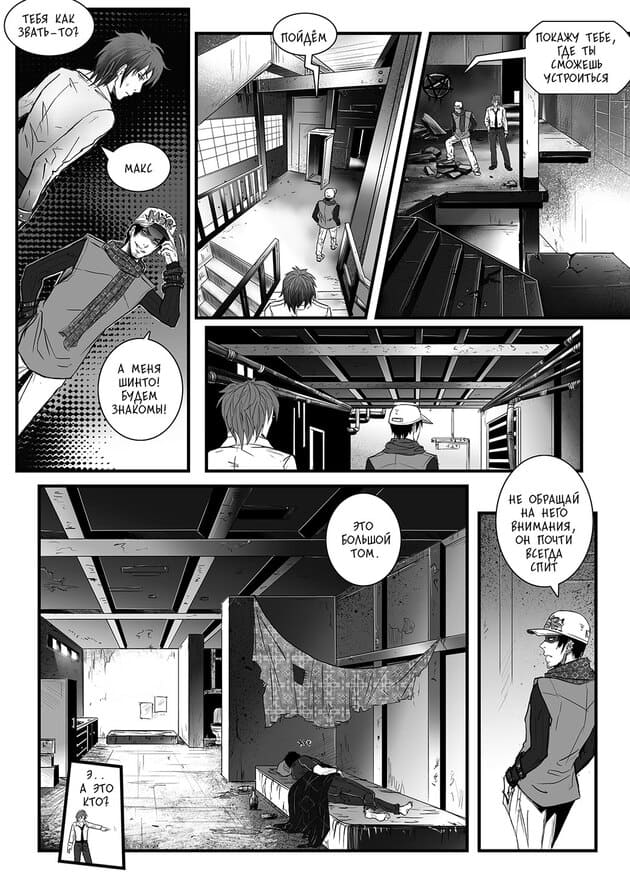 ТЕБЯ КАК
ЗВАТЬ-ТО?
МАКС
А МЕНЯ
ШИНТО!
БУДЕМ
ЗНАКОМЫ!
ПОЙДЁМ
ПОКАЖУ ТЕБЕ,
ГДЕ ТЫ
СМОЖЕШЬ
УСТРОИТЬСЯ
Э..
А ЭТО
КТО?
ЭТО
БОЛЬШОЙ
ТОМ.
НЕ ОБРАЩАЙ
НА НЕГО
ВНИМАНИЯ,
ОН ПОЧТИ
ВСЕГДА
СПИТ